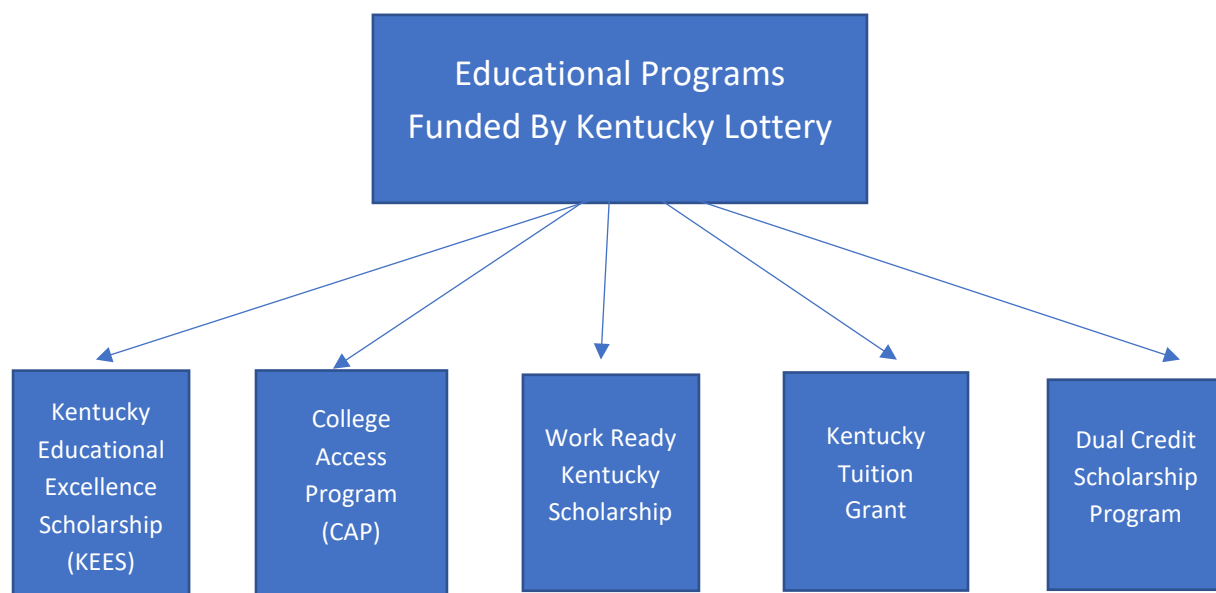 Educational Programs
Funded By Kentucky Lottery
Kentucky
Educational
Excellence
Scholarship
(KEES)
College
Access
Program
(CAP)
Work Ready
Kentucky
Scholarship
Kentucky
Tuition
Grant
Dual Credit
Scholarship
Program